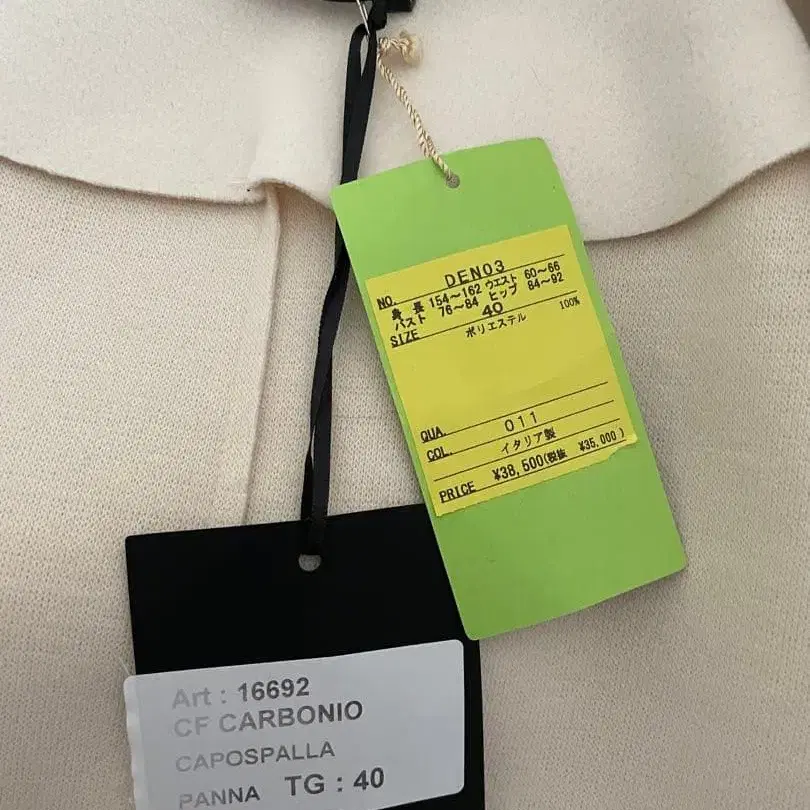 NO. DEN03
身長 154～162 ウエスト 60～66
バスト 76～84 ヒップ 84～92
SIZE 40
ポリエステル 100%
QUA.
COL. 011
イタリア製
PRICE ¥38,500(税抜 ¥35,000)
Art : 16692
CF CARBONIO
CAPOSPALLA
PANNA TG : 40